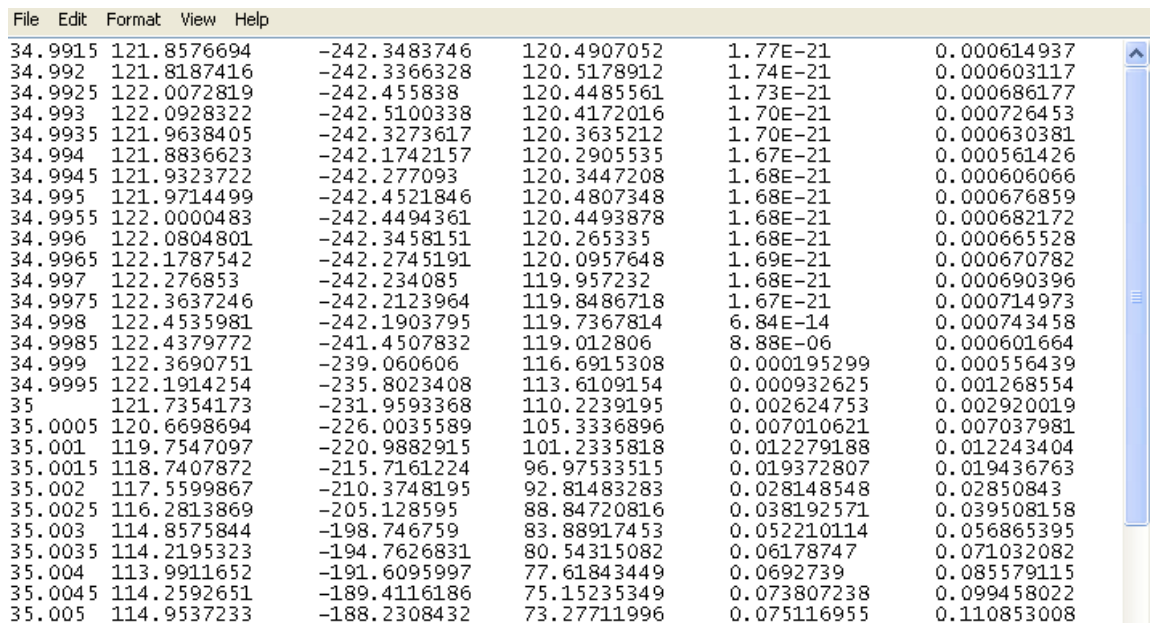 File Edit Format View Help
34.9915 121.8576694 -242.3483746 120.4907052 1.77E-21 0.000614937
34.992 121.8187416 -242.3366328 120.5178912 1.74E-21 0.000603117
34.9925 122.0072819 -242.455838 120.4485561 1.73E-21 0.000686177
34.993 122.0928322 -242.5100338 120.4172016 1.70E-21 0.000726453
34.9935 121.9638405 -242.3273617 120.3635212 1.70E-21 0.000630381
34.994 121.8836623 -242.1742157 120.2905535 1.67E-21 0.000561426
34.9945 121.9323722 -242.277093 120.3447208 1.68E-21 0.000606066
34.995 121.9714499 -242.4521846 120.4807348 1.68E-21 0.000676859
34.9955 122.0000483 -242.4494361 120.4493878 1.68E-21 0.000682172
34.996 122.0804801 -242.3458151 120.265335 1.68E-21 0.000665528
34.9965 122.1787542 -242.2745191 120.0957648 1.69E-21 0.000670782
34.997 122.276853 -242.234085 119.957232 1.68E-21 0.000690396
34.9975 122.3637246 -242.2123964 119.8486718 1.67E-21 0.000714973
34.998 122.4535981 -242.1903795 119.7367814 6.84E-14 0.000743458
34.9985 122.4379772 -241.4507832 119.012806 8.88E-06 0.000601664
34.999 122.3690751 -239.060606 116.6915308 0.000195299 0.000556439
34.9995 122.1914254 -235.8023408 113.6109154 0.000932625 0.001268554
35 121.7354173 -231.9593368 110.2239195 0.002624753 0.002920019
35.0005 120.6698694 -226.0035589 105.3336896 0.007010621 0.007037981
35.001 119.7547097 -220.9882915 101.2335818 0.012279188 0.012243404
35.0015 118.7407872 -215.7161224 96.97533515 0.019372807 0.019436763
35.002 117.5599867 -210.3748195 92.81483283 0.028148548 0.02850843
35.0025 116.2813869 -205.128595 88.84720816 0.038192571 0.039508158
35.003 114.8575844 -198.746759 83.88917453 0.052210114 0.056865395
35.0035 114.2195323 -194.7626831 80.54315082 0.06178747 0.071032082
35.004 113.9911652 -191.6095997 77.61843449 0.0692739 0.085579115
35.0045 114.2592651 -189.4116186 75.15235349 0.073807238 0.099458022
35.005 114.9537233 -188.2308432 73.27711996 0.075116955 0.110853008